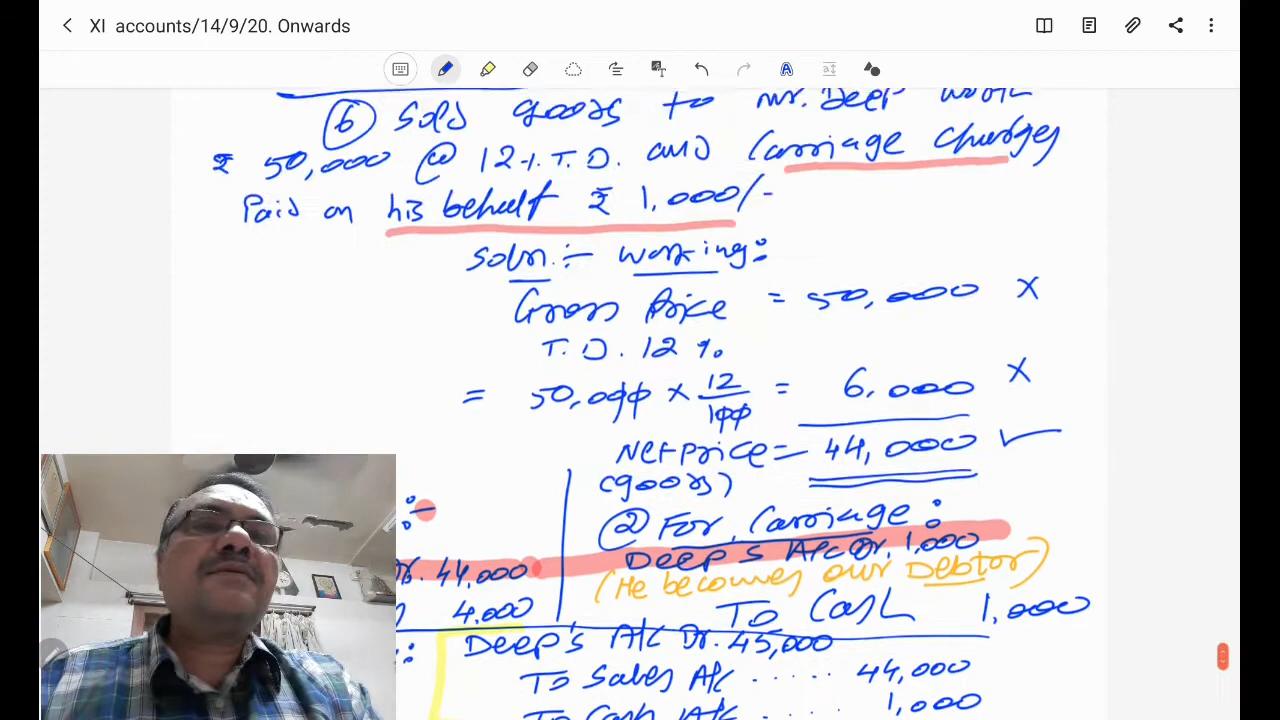 XI accounts/14/9/20. Onwards
⑥ Sold goods to Mr. Deep worth
₹ 50,000 @ 12% T.D. and Carriage Charges
Paid on his behalf ₹ 1,000/-
Soln :- Working:
Gross Price = 50,000 X
T.D. 12 %
= 50,000 x 12/100 = 6,000 X
Net Price = 44,000 ✓
(goods)
② For Carriage :
:-
Deep's A/c Dr. 1,000
Dr. 44,000
(He becomes our Debtor)
4,000
To Cash 1,000
: Deep's A/c Dr. 45,000
To Sales A/c ..... 44,000
To Cash A/c ..... 1,000